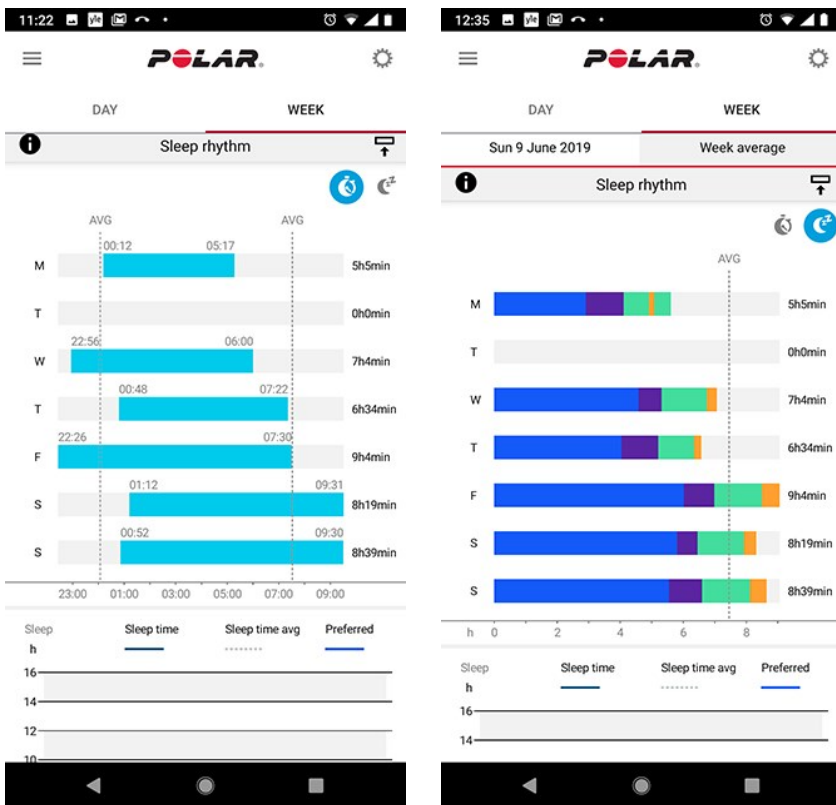 11:22 yle
POLAR.
DAY WEEK
Sleep rhythm
AVG AVG
00:12 05:17
M 5h5min
T 0h0min
22:56 06:00
W 7h4min
00:48 07:22
T 6h34min
22:26 07:30
F 9h4min
01:12 09:31
S 8h19min
00:52 09:30
S 8h39min
23:00 01:00 03:00 05:00 07:00 09:00
Sleep Sleep time Sleep time avg Preferred
h
16
14
12
10
12:35 yle
POLAR.
DAY WEEK
Sun 9 June 2019 Week average
Sleep rhythm
AVG
M 5h5min
T 0h0min
W 7h4min
T 6h34min
F 9h4min
S 8h19min
S 8h39min
h 0 2 4 6 8
Sleep Sleep time Sleep time avg Preferred
h
16
14